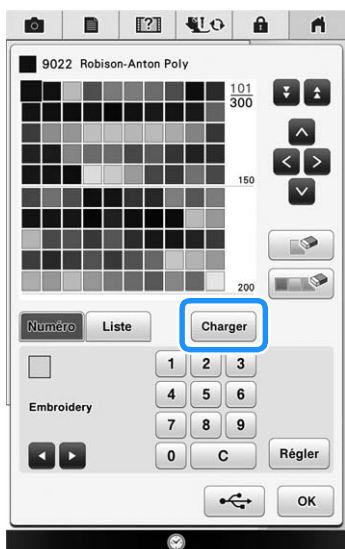 9022 Robison-Anton Poly
101
300
150
200
Numéro Liste Charger
1 2 3
Embroidery
4 5 6
7 8 9
0 C Régler
OK